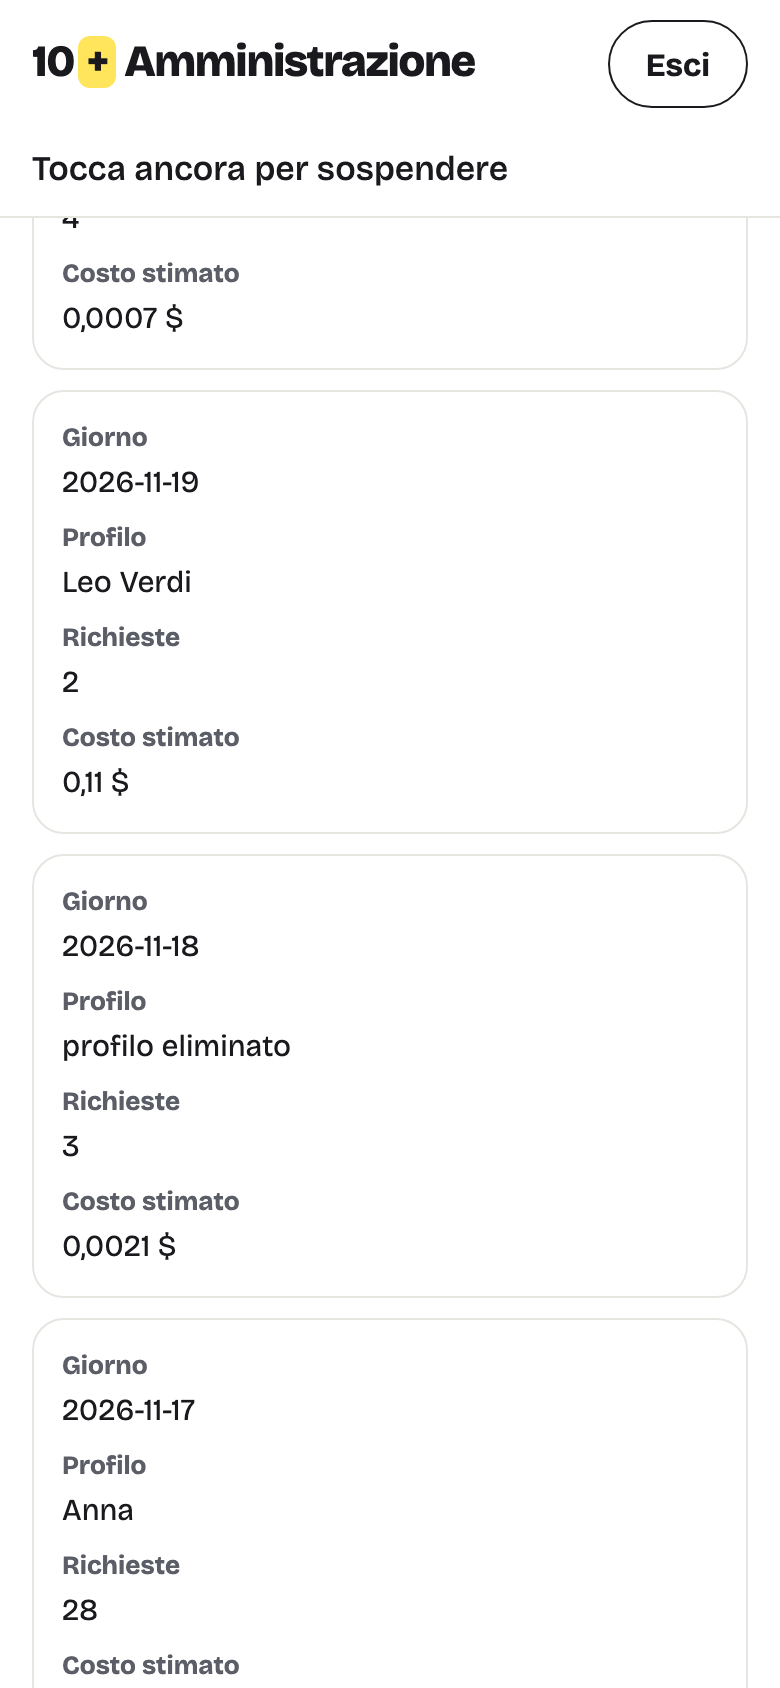 10+ Amministrazione
Esci
Tocca ancora per sospendere
4
Costo stimato
0,0007 $
Giorno
2026-11-19
Profilo
Leo Verdi
Richieste
2
Costo stimato
0,11 $
Giorno
2026-11-18
Profilo
profilo eliminato
Richieste
3
Costo stimato
0,0021 $
Giorno
2026-11-17
Profilo
Anna
Richieste
28
Costo stimato